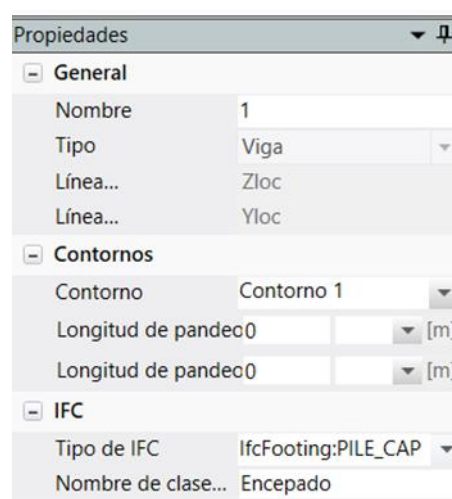 Propiedades
General
Nombre 1
Tipo Viga
Línea... Zloc
Línea... Yloc
Contornos
Contorno Contorno 1
Longitud de pandeo 0 [m]
Longitud de pandeo 0 [m]
IFC
Tipo de IFC IfcFooting:PILE_CAP
Nombre de clase... Encepado